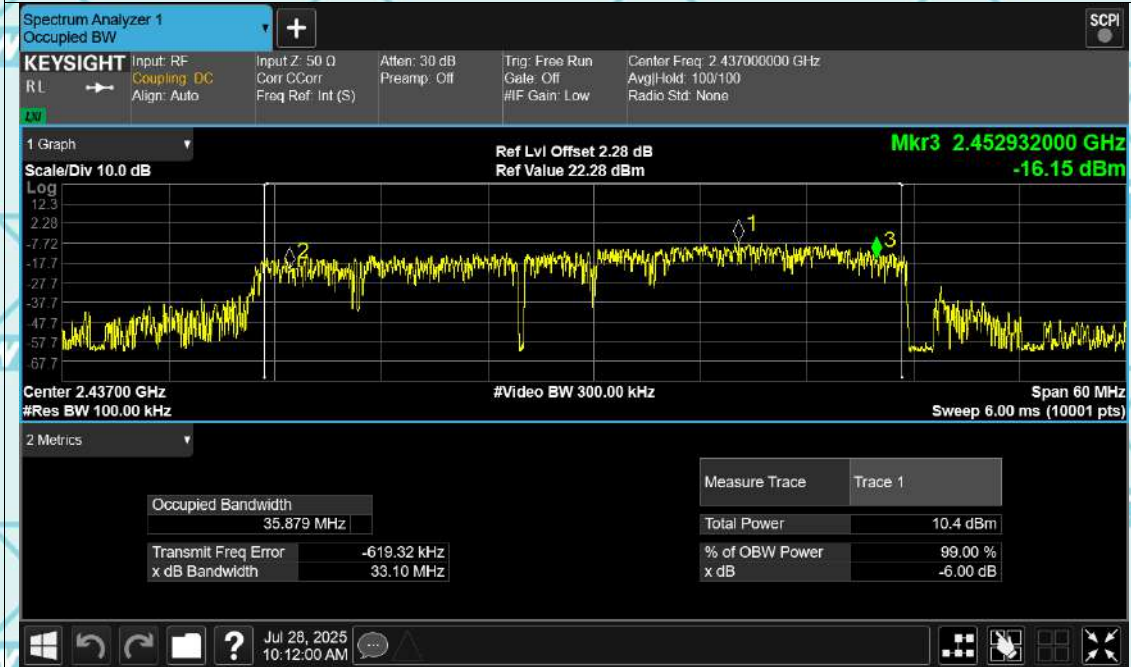 Spectrum Analyzer 1
Occupied BW
+
SCPI
KEYSIGHT
RL
LXI
Input: RF
Coupling: DC
Align: Auto
Input Z: 50 Ω
Corr CCorr
Freq Ref: Int (S)
Atten: 30 dB
Preamp: Off
Trig: Free Run
Gate: Off
#IF Gain: Low
Center Freq: 2.437000000 GHz
Avg|Hold: 100/100
Radio Std: None
1 Graph
Scale/Div 10.0 dB
Ref Lvl Offset 2.28 dB
Ref Value 22.28 dBm
Mkr3 2.452932000 GHz
-16.15 dBm
Log
12.3
2.28
-7.72
-17.7
-27.7
-37.7
-47.7
-57.7
-67.7
1
2
3
Center 2.43700 GHz
#Video BW 300.00 kHz
Span 60 MHz
#Res BW 100.00 kHz
Sweep 6.00 ms (10001 pts)
2 Metrics
Measure Trace Trace 1
Occupied Bandwidth
35.879 MHz
Total Power 10.4 dBm
Transmit Freq Error -619.32 kHz
% of OBW Power 99.00 %
x dB Bandwidth 33.10 MHz
x dB -6.00 dB
?
Jul 28, 2025
10:12:00 AM